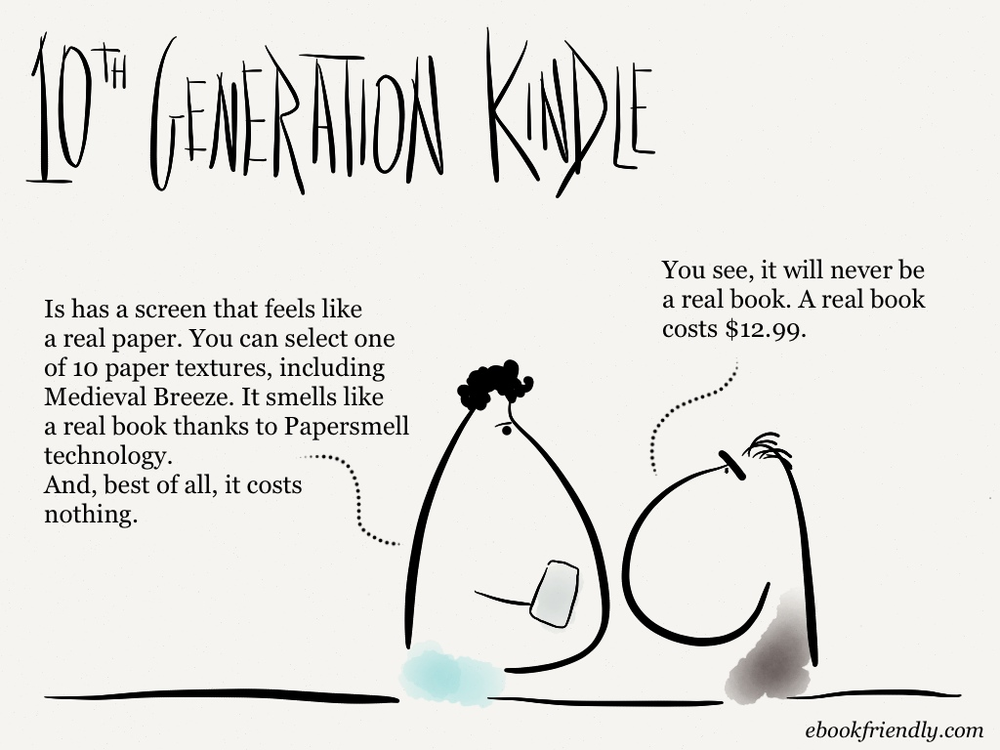 10TH GENERATION KINDLE
Is has a screen that feels like
a real paper. You can select one
of 10 paper textures, including
Medieval Breeze. It smells like
a real book thanks to Papersmell
technology.
And, best of all, it costs
nothing.
You see, it will never be
a real book. A real book
costs $12.99.
ebookfriendly.com